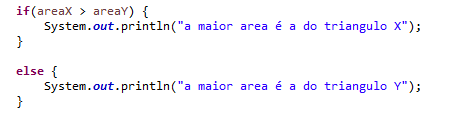 if(areaX > areaY) {
System.out.println("a maior area é a do triangulo X");
}
else {
System.out.println("a maior area é a do triangulo Y");
}